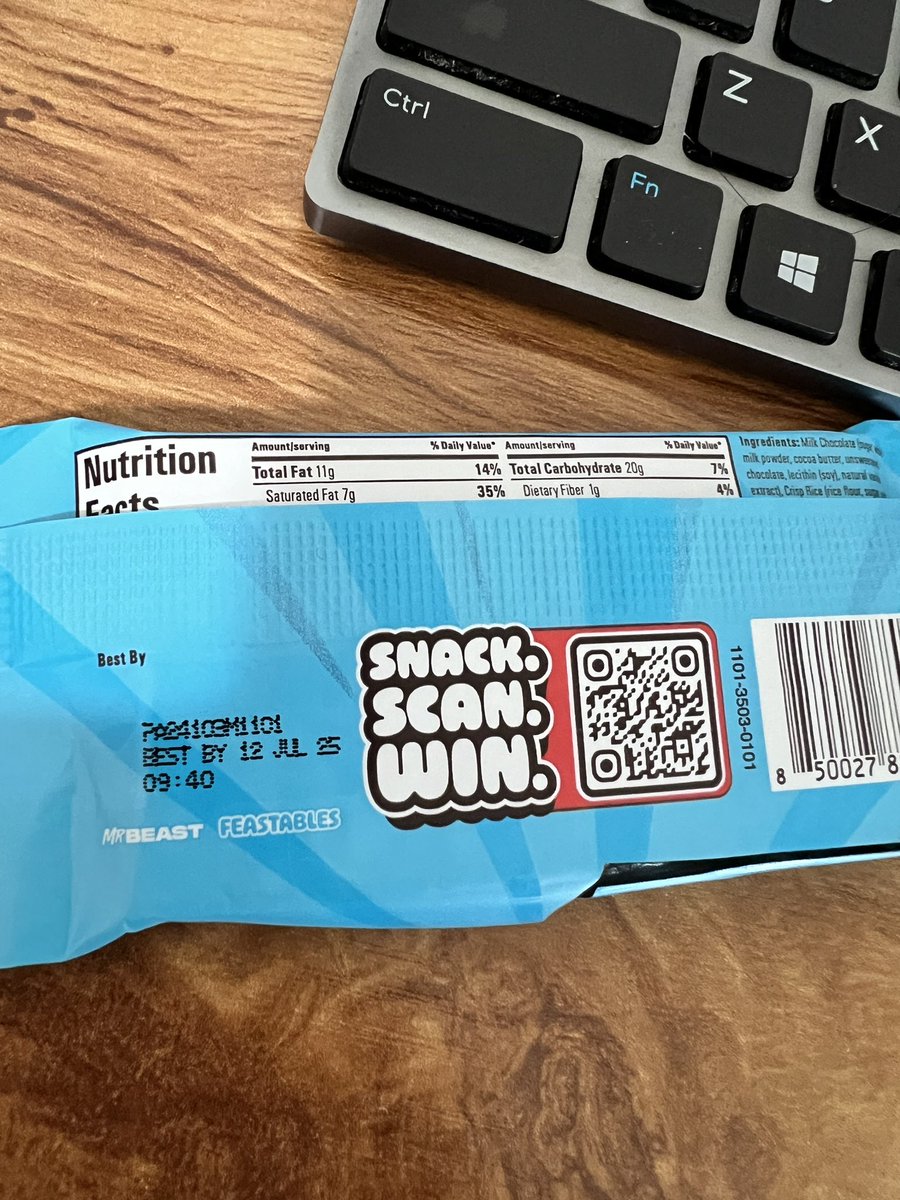 Ctrl
Fn
Z
X
Nutrition
Facts
Amount/serving % Daily Value*
Total Fat 11g 14%
Saturated Fat 7g 35%
Amount/serving % Daily Value*
Total Carbohydrate 20g 7%
Dietary Fiber 1g 4%
Ingredients: Milk Chocolate
milk powder, cocoa butter,
chocolate, lecithin (soy), natural
extract), Crisp Rice (rice flour,
Best By
BEST BY 12 JUL 25
09:40
MRBEAST FEASTABLES
SNACK.
SCAN.
WIN.
1101-3503-0101
8 50027 8